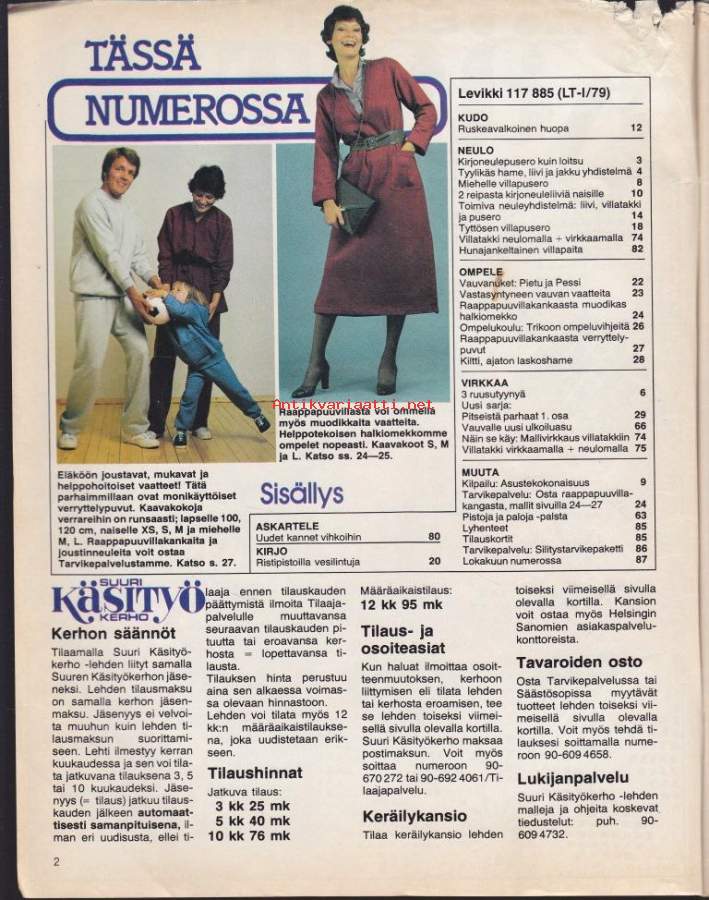 TÄSSÄ
NUMEROSSA
Levikki 117 885 (LT-I/79)
KUDO
Ruskeavalkoinen huopa 12
NEULO
Kirjoneulepusero kuin loitsu 3
Tyylikäs hame, liivi ja jakku yhdistelmä 4
Miehelle villapusero 8
2 reipasta kirjoneuleliiviä naisille 10
Toimiva neuleyhdistelmä: liivi, villatakki
ja pusero 14
Tyttösen villapusero 18
Villatakki neulomalla + virkkaamalla 74
Hunajankeltainen villapaita 82
OMPELE
Vauvanuket: Pietu ja Pessi 22
Vastasyntyneen vauvan vaatteita 23
Raappapuuvillakankaasta muodikas
halkiomekko 24
Ompelukoulu: Trikoon ompeluvihjeitä 26
Raappapuuvillakankaasta verryttely-
puvut 27
Kiltti, ajaton laskoshame 28
VIRKKAA
3 ruusutyynyä 6
Uusi sarja:
Pitseistä parhaat 1. osa 29
Vauvalle uusi ulkoiluasu 66
Näin se käy: Mallivirkkaus villatakkiin 74
Villatakki virkkaamalla + neulomalla 75
MUUTA
Kilpailu: Asustekokonaisuus 9
Tarvikepalvelu: Osta raappapuuvilla-
kangasta, mallit sivuilla 24—27 24
Pistoja ja paloja -palsta 63
Lyhenteet 85
Tilauskortit 85
Tarvikepalvelu: Silitystarvikepaketti 86
Lokakuun numerossa 87
Antikvariaatti.net
Raappapuuvillasta voi ommella
myös muodikkaita vaatteita.
Helppotekoisen halkiomekkomme
ompelet nopeasti. Kaavakoot S, M
ja L. Katso ss. 24—25.
Eläköön joustavat, mukavat ja
helppohoitoiset vaatteet! Tätä
parhaimmillaan ovat monikäyttöiset
verryttelypuvut. Kaavakokoja
verrareihin on runsaasti; lapselle 100,
120 cm, naiselle XS, S, M ja miehelle
M, L. Raappapuuvillakankaita ja
joustinneuleita voit ostaa
Tarvikepalvelustamme. Katso s. 27.
Sisällys
ASKARTELE
Uudet kannet vihkoihin 80
KIRJO
Ristipistoilla vesilintuja 20
SUURI
KÄSITYÖ
KERHO
Kerhon säännöt
Tilaamalla Suuri Käsityö-
kerho -lehden liityt samalla
Suuren Käsityökerhon jäse-
neksi. Lehden tilausmaksu
on samalla kerhon jäsen-
maksu. Jäsenyys ei velvoi-
ta muuhun kuin lehden ti-
lausmaksun suorittami-
seen. Lehti ilmestyy kerran
kuukaudessa ja sen voi tila-
ta jatkuvana tilauksena 3, 5
tai 10 kuukaudeksi. Jäse-
nyys (= tilaus) jatkuu tilaus-
kauden jälkeen automaat-
tisesti samanpituisena, il-
man eri uudisusta, ellei ti-
laaja ennen tilauskauden
päättymistä ilmoita Tilaaja-
palvelulle muuttavansa
seuraavan tilauskauden pi-
tuutta tai eroavansa ker-
hosta = lopettavansa ti-
lausta.
Tilauksen hinta perustuu
aina sen alkaessa voimas-
sa olevaan hinnastoon.
Lehden voi tilata myös 12
kk:n määräaikaistilaukse-
na, joka uudistetaan erik-
seen.
Tilaushinnat
Jatkuva tilaus:
3 kk 25 mk
5 kk 40 mk
10 kk 76 mk
Määräaikaistilaus:
12 kk 95 mk
Tilaus- ja
osoiteasiat
Kun haluat ilmoittaa osoit-
teenmuutoksen, kerhoon
liittymisen eli tilata lehden
tai kerhosta eroamisen, tee
se lehden toiseksi viimei-
sellä sivulla olevalla kortilla.
Suuri Käsityökerho maksaa
postimaksun. Voit myös
soittaa numeroon 90-
670 272 tai 90-692 4061/Ti-
laajapalvelu.
Keräilykansio
Tilaa keräilykansio lehden
toiseksi viimeisellä sivulla
olevalla kortilla. Kansion
voit ostaa myös Helsingin
Sanomien asiakaspalvelu-
konttoreista.
Tavaroiden osto
Osta Tarvikepalvelussa tai
Säästösopissa myytävät
tuotteet lehden toiseksi vii-
meisellä sivulla olevalla
kortilla. Voit myös tehdä ti-
lauksesi soittamalla nume-
roon 90-609 4658.
Lukijanpalvelu
Suuri Käsityökerho -lehden
malleja ja ohjeita koskevat
tiedustelut: puh. 90-
609 4732.
2